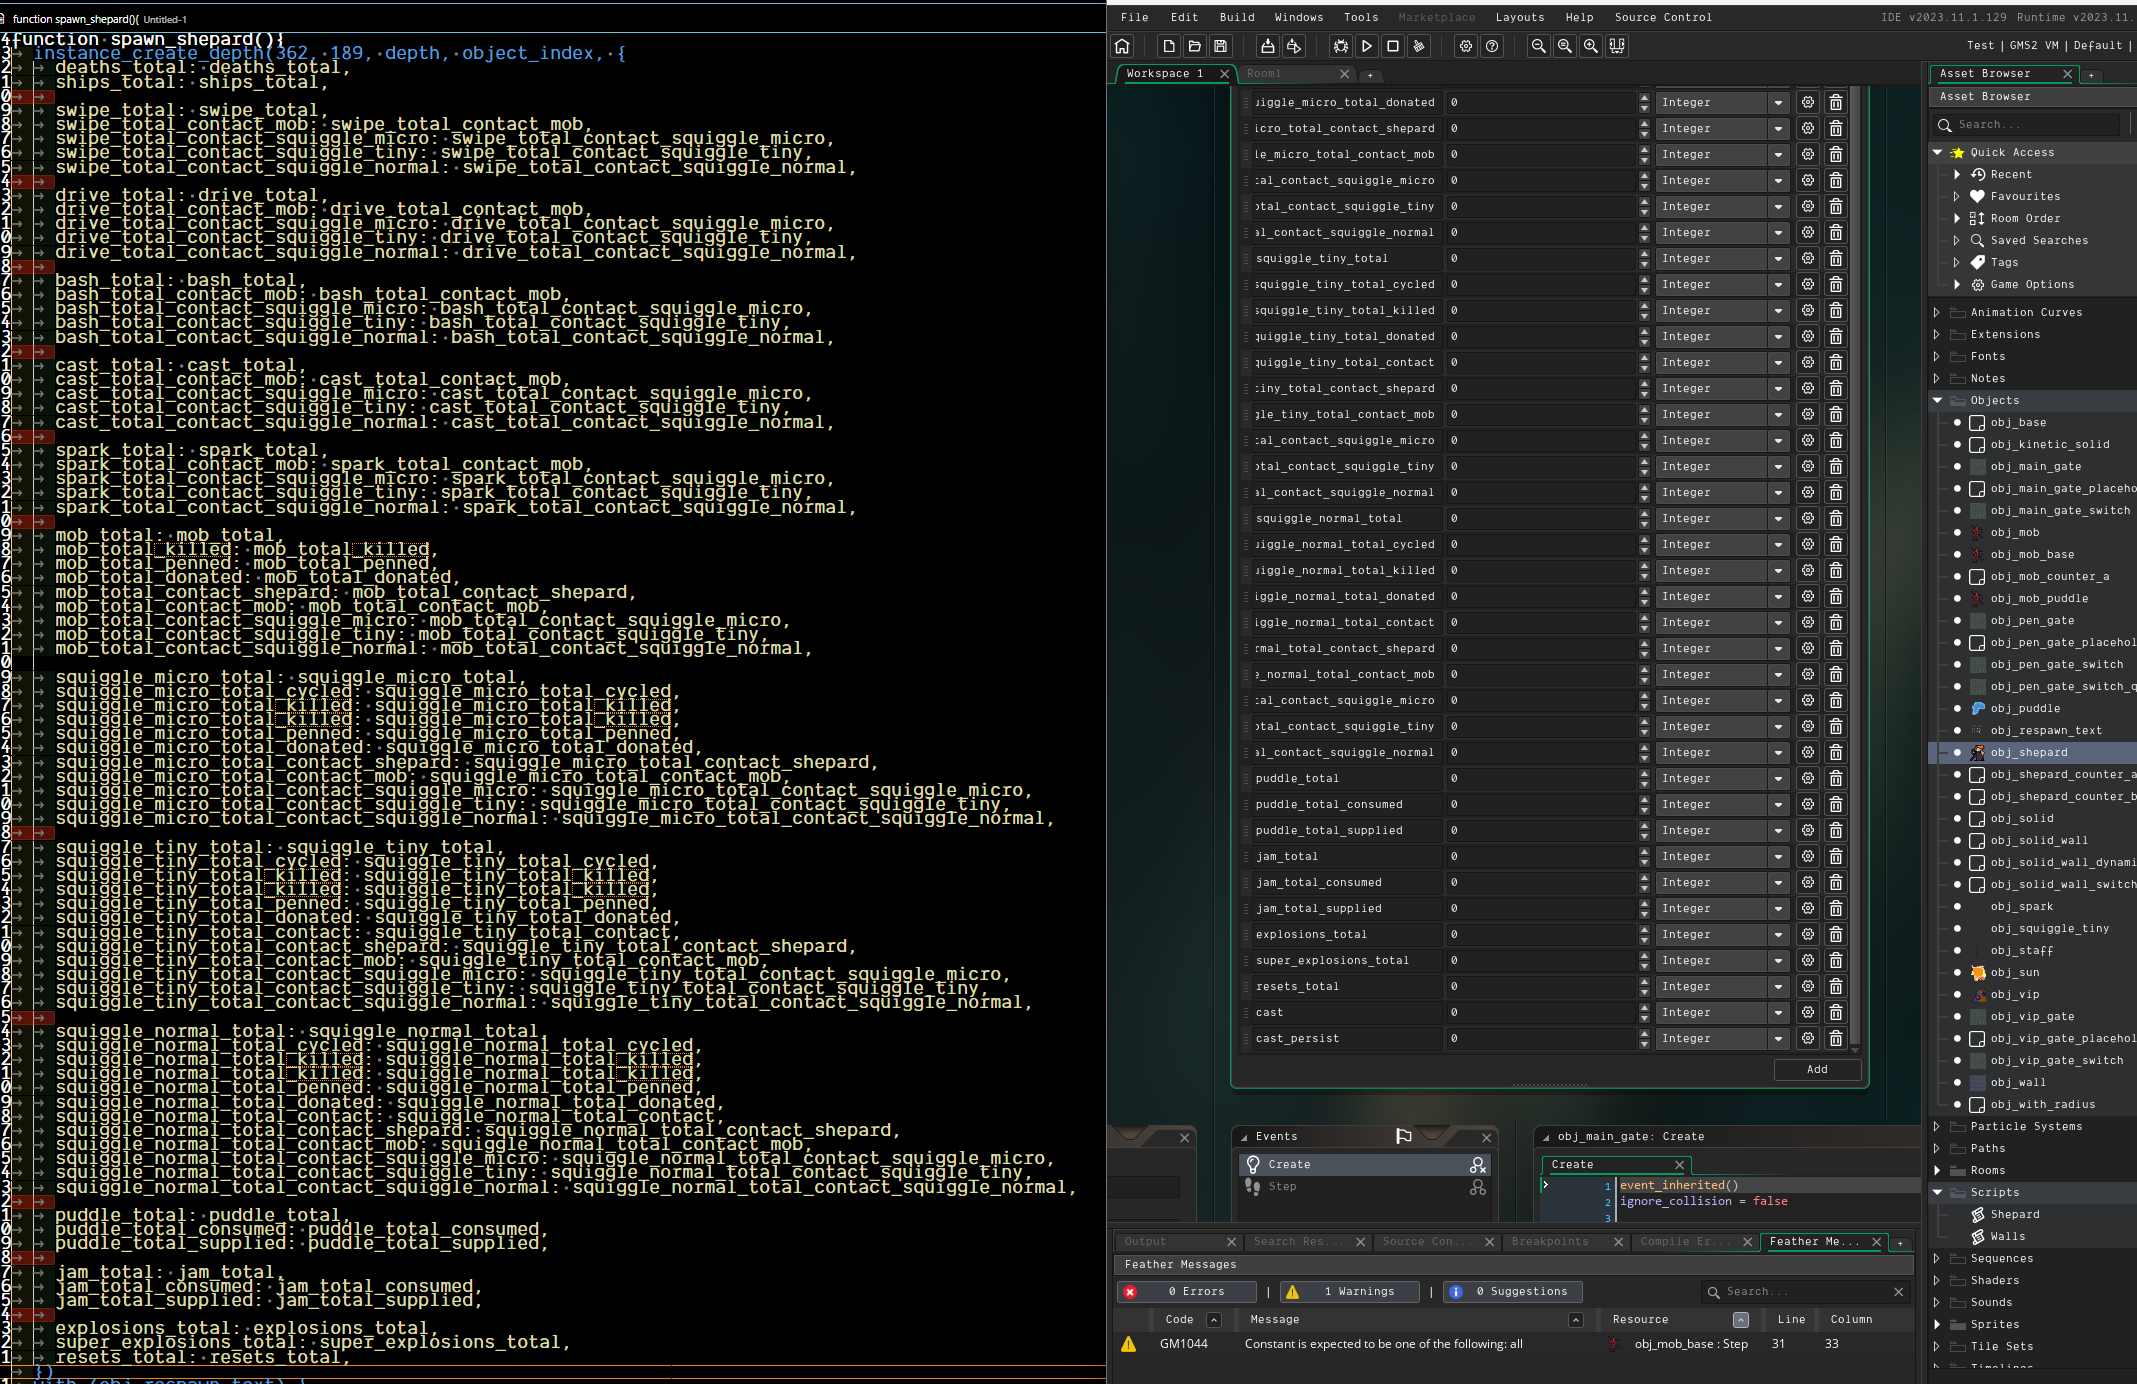 function spawn_shepard(){ Untitled-1
function spawn_shepard(){
instance_create_depth(362, 189, depth, object_index, {
deaths_total: deaths_total,
ships_total: ships_total,
swipe_total: swipe_total,
swipe_total_contact_mob: swipe_total_contact_mob,
swipe_total_contact_squiggle_micro: swipe_total_contact_squiggle_micro,
swipe_total_contact_squiggle_tiny: swipe_total_contact_squiggle_tiny,
swipe_total_contact_squiggle_normal: swipe_total_contact_squiggle_normal,
drive_total: drive_total,
drive_total_contact_mob: drive_total_contact_mob,
drive_total_contact_squiggle_micro: drive_total_contact_squiggle_micro,
drive_total_contact_squiggle_tiny: drive_total_contact_squiggle_tiny,
drive_total_contact_squiggle_normal: drive_total_contact_squiggle_normal,
bash_total: bash_total,
bash_total_contact_mob: bash_total_contact_mob,
bash_total_contact_squiggle_micro: bash_total_contact_squiggle_micro,
bash_total_contact_squiggle_tiny: bash_total_contact_squiggle_tiny,
bash_total_contact_squiggle_normal: bash_total_contact_squiggle_normal,
cast_total: cast_total,
cast_total_contact_mob: cast_total_contact_mob,
cast_total_contact_squiggle_micro: cast_total_contact_squiggle_micro,
cast_total_contact_squiggle_tiny: cast_total_contact_squiggle_tiny,
cast_total_contact_squiggle_normal: cast_total_contact_squiggle_normal,
spark_total: spark_total,
spark_total_contact_mob: spark_total_contact_mob,
spark_total_contact_squiggle_micro: spark_total_contact_squiggle_micro,
spark_total_contact_squiggle_tiny: spark_total_contact_squiggle_tiny,
spark_total_contact_squiggle_normal: spark_total_contact_squiggle_normal,
mob_total: mob_total,
mob_total_killed: mob_total_killed,
mob_total_penned: mob_total_penned,
mob_total_donated: mob_total_donated,
mob_total_contact_shepard: mob_total_contact_shepard,
mob_total_contact_mob: mob_total_contact_mob,
mob_total_contact_squiggle_micro: mob_total_contact_squiggle_micro,
mob_total_contact_squiggle_tiny: mob_total_contact_squiggle_tiny,
mob_total_contact_squiggle_normal: mob_total_contact_squiggle_normal,
squiggle_micro_total: squiggle_micro_total,
squiggle_micro_total_cycled: squiggle_micro_total_cycled,
squiggle_micro_total_killed: squiggle_micro_total_killed,
squiggle_micro_total_killed: squiggle_micro_total_killed,
squiggle_micro_total_penned: squiggle_micro_total_penned,
squiggle_micro_total_donated: squiggle_micro_total_donated,
squiggle_micro_total_contact_shepard: squiggle_micro_total_contact_shepard,
squiggle_micro_total_contact_mob: squiggle_micro_total_contact_mob,
squiggle_micro_total_contact_squiggle_micro: squiggle_micro_total_contact_squiggle_micro,
squiggle_micro_total_contact_squiggle_tiny: squiggle_micro_total_contact_squiggle_tiny,
squiggle_micro_total_contact_squiggle_normal: squiggle_micro_total_contact_squiggle_normal,
squiggle_tiny_total: squiggle_tiny_total,
squiggle_tiny_total_cycled: squiggle_tiny_total_cycled,
squiggle_tiny_total_killed: squiggle_tiny_total_killed,
squiggle_tiny_total_killed: squiggle_tiny_total_killed,
squiggle_tiny_total_penned: squiggle_tiny_total_penned,
squiggle_tiny_total_donated: squiggle_tiny_total_donated,
squiggle_tiny_total_contact: squiggle_tiny_total_contact,
squiggle_tiny_total_contact_shepard: squiggle_tiny_total_contact_shepard,
squiggle_tiny_total_contact_mob: squiggle_tiny_total_contact_mob,
squiggle_tiny_total_contact_squiggle_micro: squiggle_tiny_total_contact_squiggle_micro,
squiggle_tiny_total_contact_squiggle_tiny: squiggle_tiny_total_contact_squiggle_tiny,
squiggle_tiny_total_contact_squiggle_normal: squiggle_tiny_total_contact_squiggle_normal,
squiggle_normal_total: squiggle_normal_total,
squiggle_normal_total_cycled: squiggle_normal_total_cycled,
squiggle_normal_total_killed: squiggle_normal_total_killed,
squiggle_normal_total_killed: squiggle_normal_total_killed,
squiggle_normal_total_penned: squiggle_normal_total_penned,
squiggle_normal_total_donated: squiggle_normal_total_donated,
squiggle_normal_total_contact: squiggle_normal_total_contact,
squiggle_normal_total_contact_shepard: squiggle_normal_total_contact_shepard,
squiggle_normal_total_contact_mob: squiggle_normal_total_contact_mob,
squiggle_normal_total_contact_squiggle_micro: squiggle_normal_total_contact_squiggle_micro,
squiggle_normal_total_contact_squiggle_tiny: squiggle_normal_total_contact_squiggle_tiny,
squiggle_normal_total_contact_squiggle_normal: squiggle_normal_total_contact_squiggle_normal,
puddle_total: puddle_total,
puddle_total_consumed: puddle_total_consumed,
puddle_total_supplied: puddle_total_supplied,
jam_total: jam_total,
jam_total_consumed: jam_total_consumed,
jam_total_supplied: jam_total_supplied,
explosions_total: explosions_total,
super_explosions_total: super_explosions_total,
resets_total: resets_total,
})
with (obj_respawn_text) {
File Edit Build Windows Tools Marketplace Layouts Help Source Control IDE v2023.11.1.129 Runtime v2023.11.
Test | GMS2 VM | Default |
Workspace 1 Room1
uiggle_micro_total_donated 0 Integer
icro_total_contact_shepard 0 Integer
le_micro_total_contact_mob 0 Integer
tal_contact_squiggle_micro 0 Integer
otal_contact_squiggle_tiny 0 Integer
al_contact_squiggle_normal 0 Integer
squiggle_tiny_total 0 Integer
squiggle_tiny_total_cycled 0 Integer
squiggle_tiny_total_killed 0 Integer
quiggle_tiny_total_donated 0 Integer
quiggle_tiny_total_contact 0 Integer
tiny_total_contact_shepard 0 Integer
gle_tiny_total_contact_mob 0 Integer
tal_contact_squiggle_micro 0 Integer
otal_contact_squiggle_tiny 0 Integer
al_contact_squiggle_normal 0 Integer
squiggle_normal_total 0 Integer
uiggle_normal_total_cycled 0 Integer
uiggle_normal_total_killed 0 Integer
iggle_normal_total_donated 0 Integer
iggle_normal_total_contact 0 Integer
rmal_total_contact_shepard 0 Integer
e_normal_total_contact_mob 0 Integer
tal_contact_squiggle_micro 0 Integer
otal_contact_squiggle_tiny 0 Integer
al_contact_squiggle_normal 0 Integer
puddle_total 0 Integer
puddle_total_consumed 0 Integer
puddle_total_supplied 0 Integer
jam_total 0 Integer
jam_total_consumed 0 Integer
jam_total_supplied 0 Integer
explosions_total 0 Integer
super_explosions_total 0 Integer
resets_total 0 Integer
cast 0 Integer
cast_persist 0 Integer
Add
Events
Create
Step
obj_main_gate: Create
Create
1 event_inherited()
2 ignore_collision = false
3
Output Search Res... Source Con... Breakpoints Compile Er... Feather Me...
Feather Messages
0 Errors | 1 Warnings | 0 Suggestions Search...
Code Message Resource Line Column
GM1044 Constant is expected to be one of the following: all obj_mob_base : Step 31 33
Asset Browser
Asset Browser
Search...
Quick Access
Recent
Favourites
Room Order
Saved Searches
Tags
Game Options
Animation Curves
Extensions
Fonts
Notes
Objects
obj_base
obj_kinetic_solid
obj_main_gate
obj_main_gate_placeho
obj_main_gate_switch
obj_mob
obj_mob_base
obj_mob_counter_a
obj_mob_puddle
obj_pen_gate
obj_pen_gate_placehol
obj_pen_gate_switch
obj_pen_gate_switch_g
obj_puddle
obj_respawn_text
obj_shepard
obj_shepard_counter_a
obj_shepard_counter_b
obj_solid
obj_solid_wall
obj_solid_wall_dynami
obj_solid_wall_switch
obj_spark
obj_squiggle_tiny
obj_staff
obj_sun
obj_vip
obj_vip_gate
obj_vip_gate_placehol
obj_vip_gate_switch
obj_wall
obj_with_radius
Particle Systems
Paths
Rooms
Scripts
Shepard
Walls
Sequences
Shaders
Sounds
Sprites
Tile Sets
Timelines